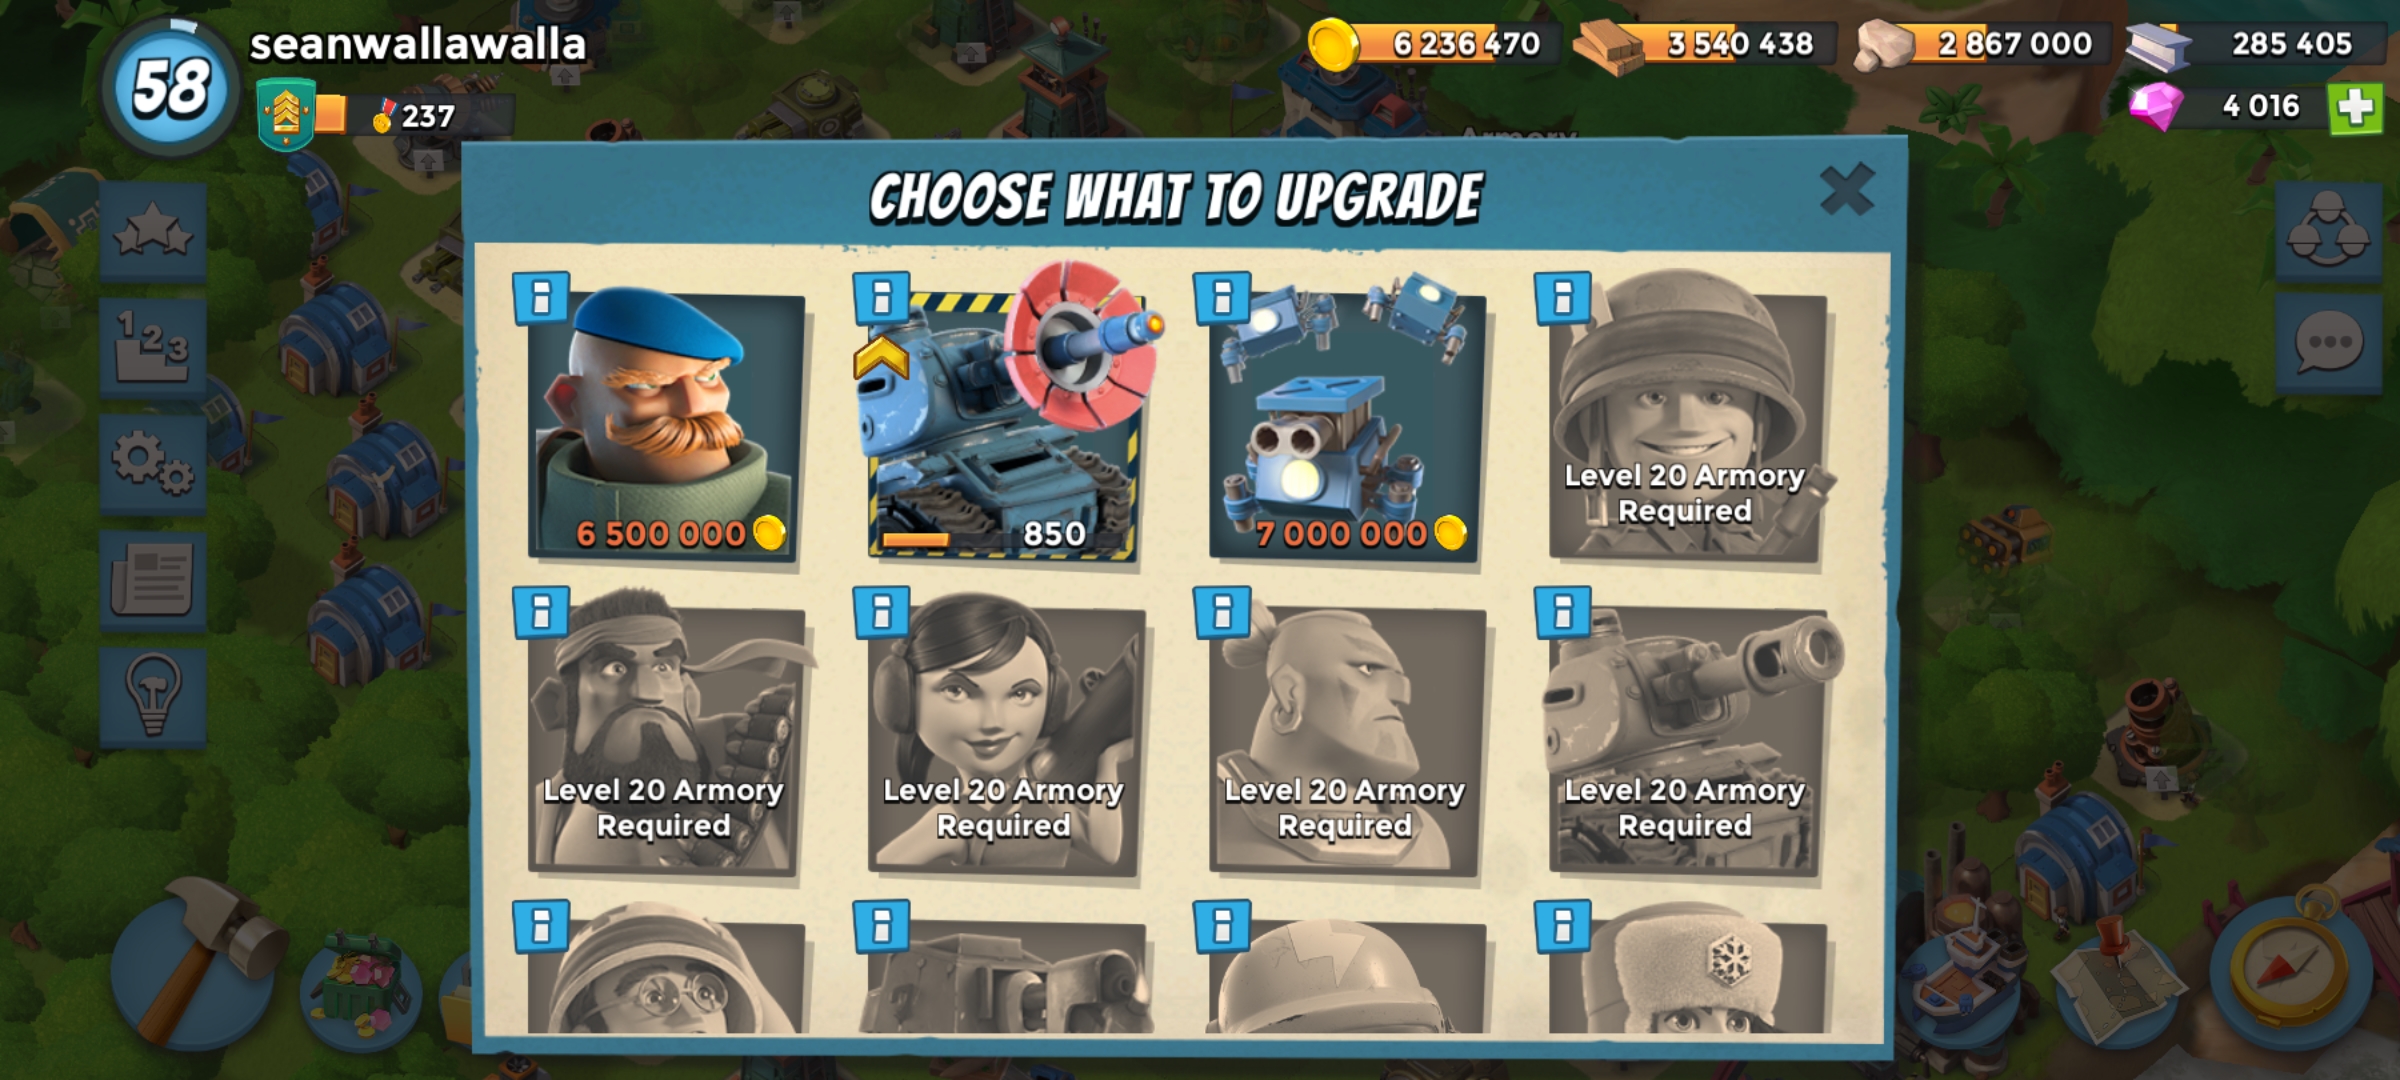 58
seanwallawalla
237
6 236 470
3 540 438
2 867 000
285 405
4 016
Armory
CHOOSE WHAT TO UPGRADE
6 500 000
850
7 000 000
Level 20 Armory
Required
Level 20 Armory
Required
Level 20 Armory
Required
Level 20 Armory
Required
Level 20 Armory
Required
1 2 3